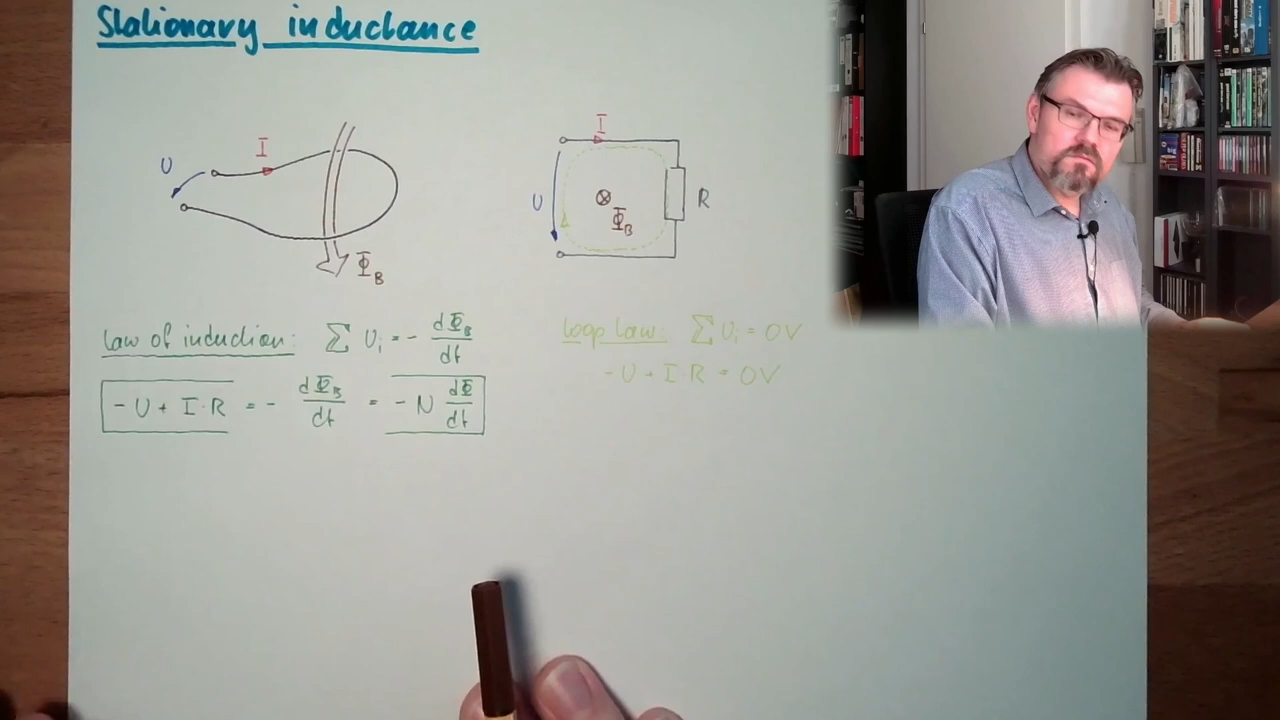 Stationary inductance
U
I
Φ_B
I
U
Φ_B
R
Law of induction: ∑ U_i = - dΦ_B/dt
- U + I · R = - dΦ_B/dt = - N dΦ/dt
loop law: ∑ U_i = 0V
- U + I · R = 0V